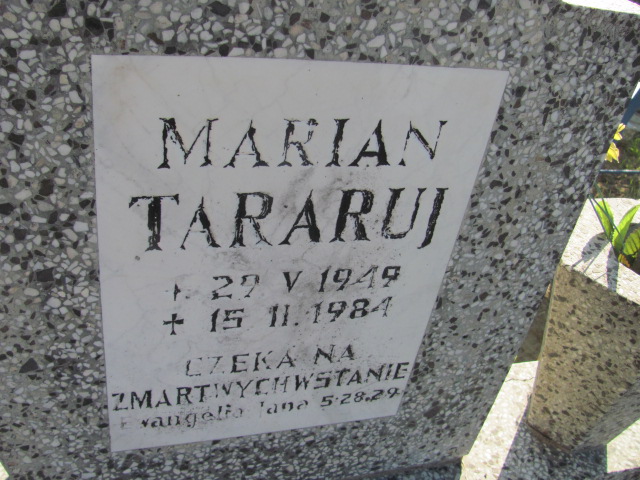 MARIAN
TARARUJ
29 V 1949
+ 15 II. 1984
CZEKA NA
ZMARTWYCHWSTANIE
Ewangelia Jana 5-28,29